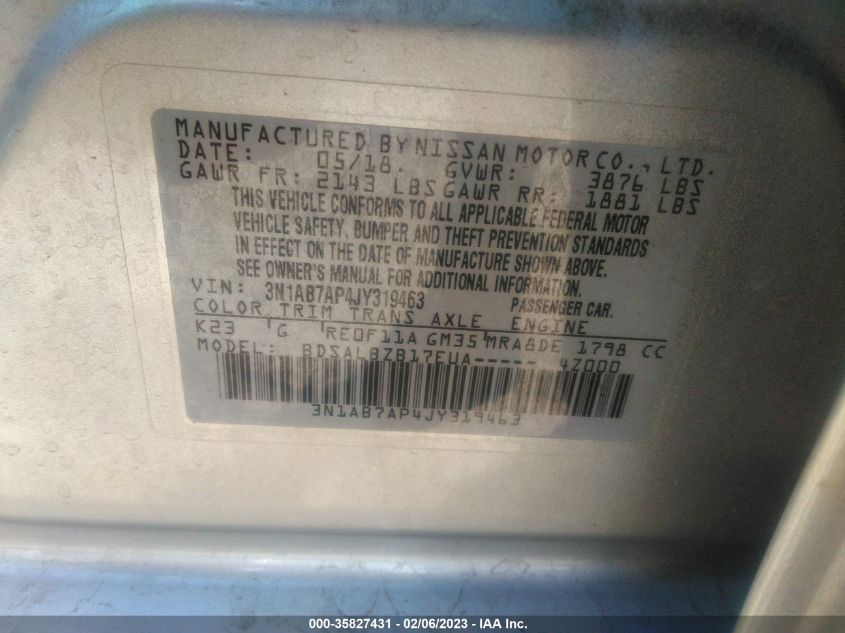 MANUFACTURED BY NISSAN MOTOR CO., LTD.
DATE: 05/18. GVWR: 3876 LBS
GAWR FR: 2143 LBS GAWR RR: 1881 LBS
THIS VEHICLE CONFORMS TO ALL APPLICABLE FEDERAL MOTOR
VEHICLE SAFETY, BUMPER AND THEFT PREVENTION STANDARDS
IN EFFECT ON THE DATE OF MANUFACTURE SHOWN ABOVE.
SEE OWNER'S MANUAL FOR ADDITIONAL INFORMATION.
VIN: 3N1AB7AP4JY319463 PASSENGER CAR.
COLOR TRIM TRANS AXLE ENGINE
K23 G RE0F11A GM35 MRA8DE 1798 CC
MODEL: BDSALBZB17EUA----- 4Z000
3N1AB7AP4JY319463
000-35827431 - 02/06/2023 - IAA Inc.